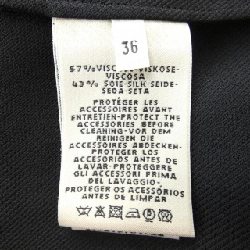 36
57% VISCOSE-VISKOSE-
VISCOSA
43% SOIE SILK SEIDE-
SEDA SETA
PROTÉGER LES
ACCESSOIRES AVANT
ENTRETIEN-PROTECT THE
ACCESSORIES BEFORE
CLEANING-VOR DEM
REINIGEN DIE
ACCESSOIRES ABDECKEN-
PROTEGER LOS
ACCESORIOS ANTES DE
LAVAR-PROTEGGERE
GLI ACCESSORI PRIMA
DEL LAVAGGIO-
PROTEGER OS ACESSÓRIOS
ANTES DE LIMPAR